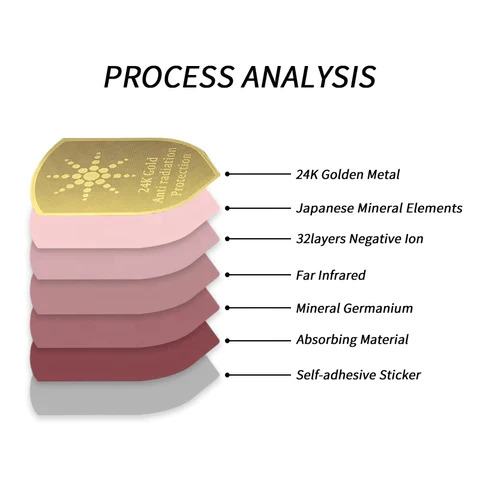 PROCESS ANALYSIS
24K Gold
Anti radiation
Protection
24K Golden Metal
Japanese Mineral Elements
32layers Negative Ion
Far Infrared
Mineral Germanium
Absorbing Material
Self-adhesive Sticker